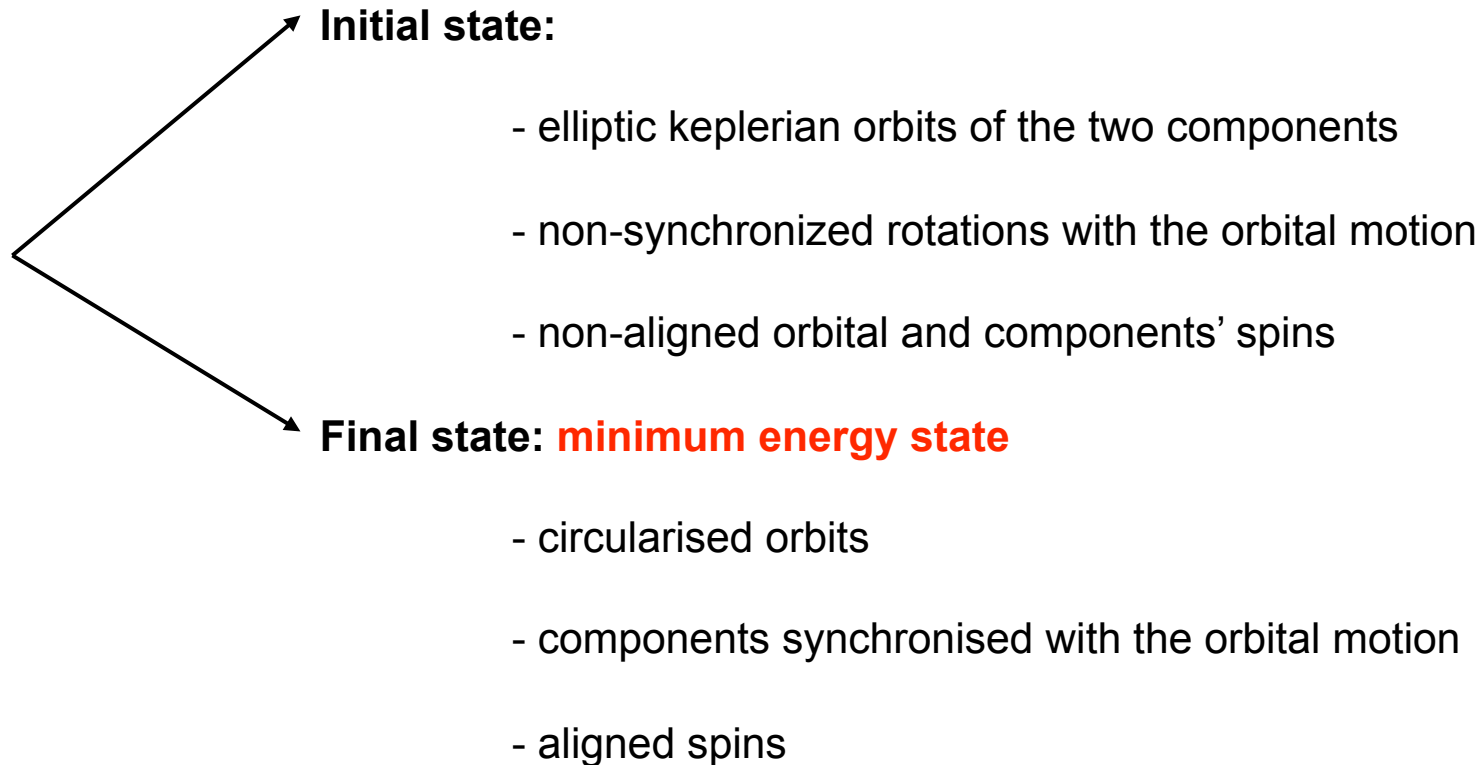 Initial state:
- elliptic keplerian orbits of the two components
- non-synchronized rotations with the orbital motion
- non-aligned orbital and components’ spins
Final state: minimum energy state
- circularised orbits
- components synchronised with the orbital motion
- aligned spins